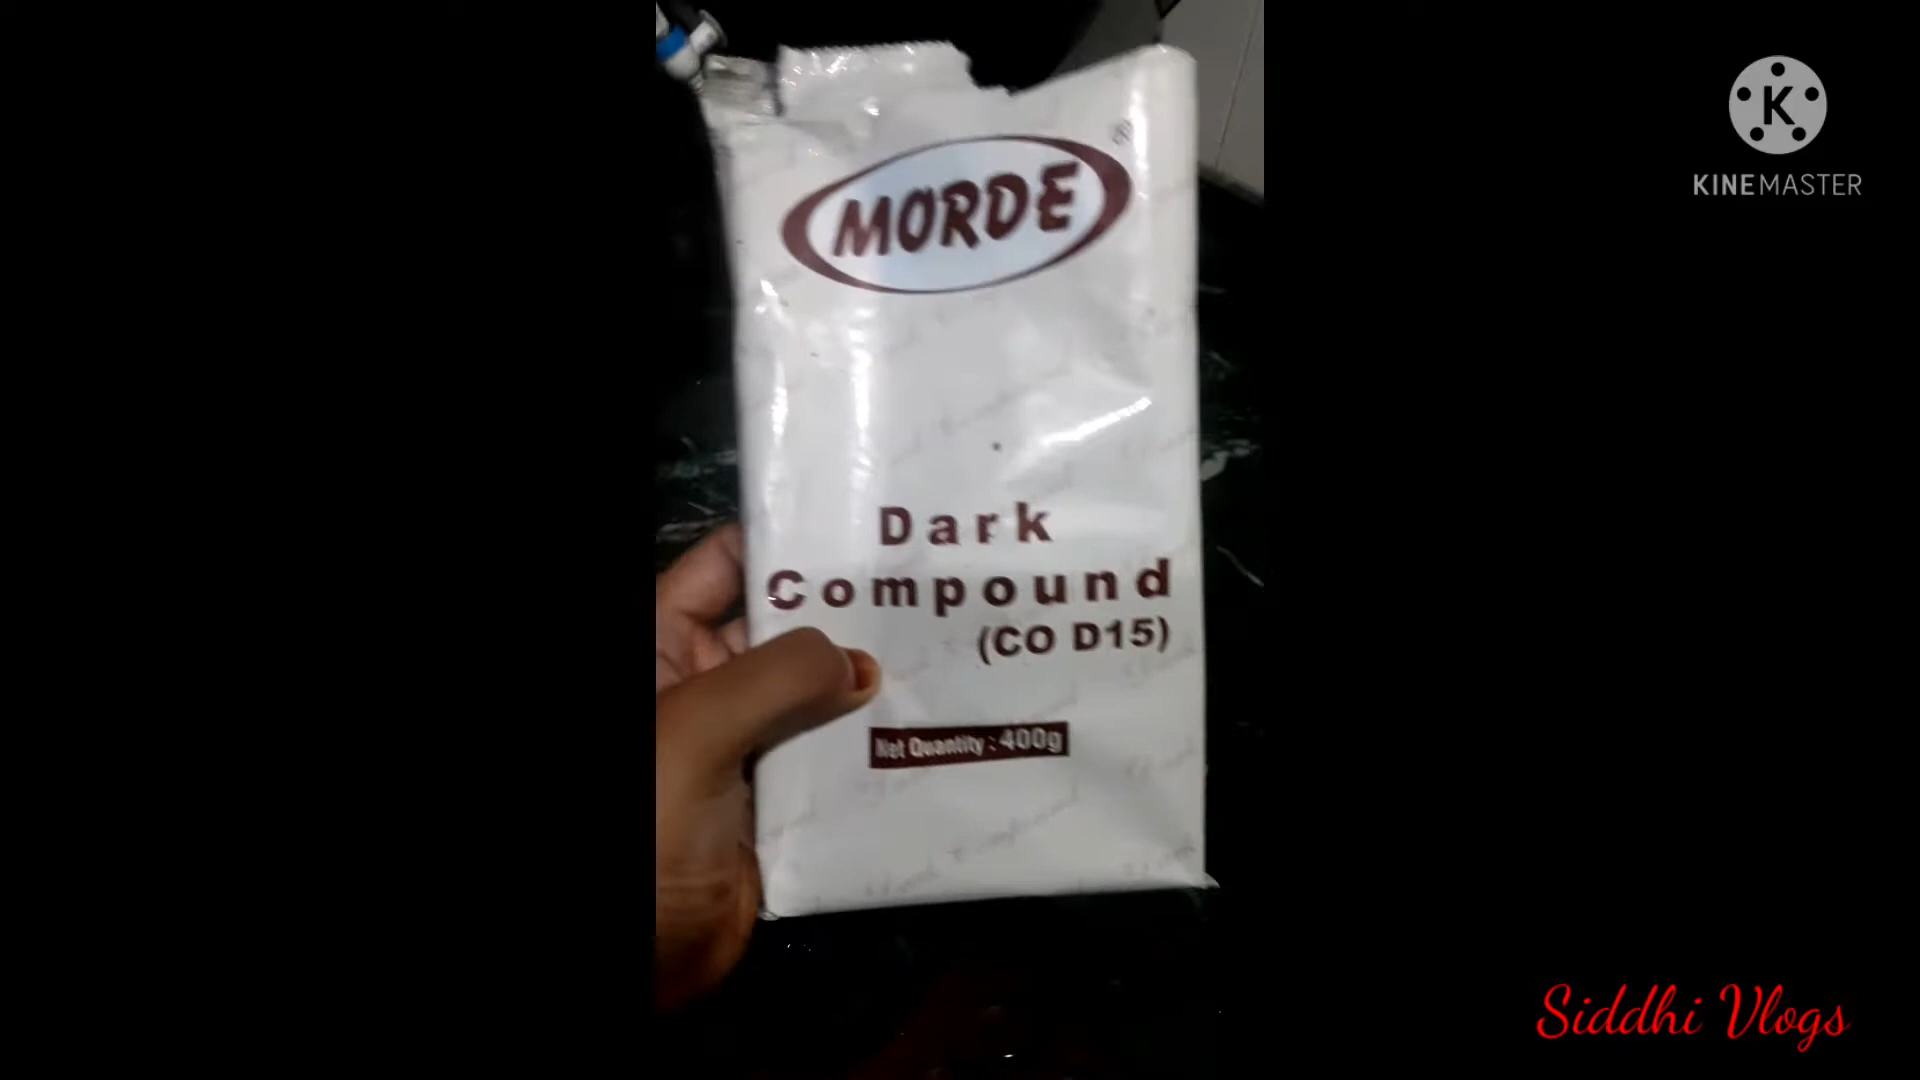 K
KINEMASTER
MORDE
®
Dark
Compound
(CO D15)
Net Quantity : 400g
Siddhi Vlogs